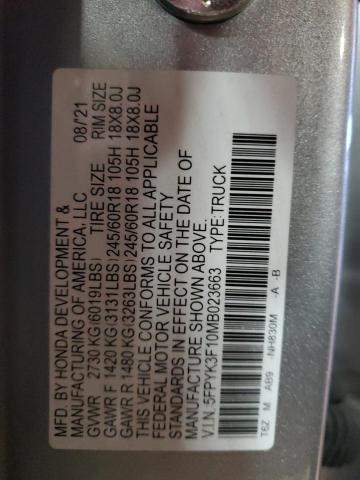 MFD. BY HONDA DEVELOPMENT &
MANUFACTURING OF AMERICA, LLC. 08/'21
GVWR 2730 KG(6019LBS) TIRE SIZE RIM SIZE
GAWR F 1420 KG(3131LBS)245/60R18 105H 18X8.0J
GAWR R 1480 KG(3263LBS)245/60R18 105H 18X8.0J
THIS VEHICLE CONFORMS TO ALL APPLICABLE
FEDERAL MOTOR VEHICLE SAFETY
STANDARDS IN EFFECT ON THE DATE OF
MANUFACTURE SHOWN ABOVE.
V.I.N. 5FPYK3F10MB023663 TYPE:TRUCK
T6Z M AB9 -NH830M -A -B